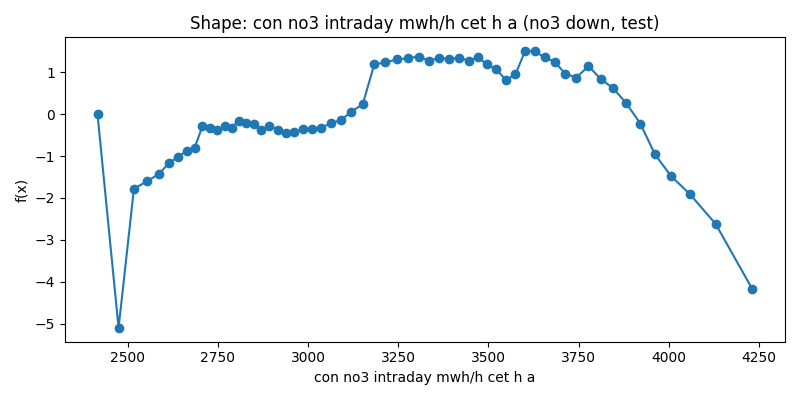 Shape: con no3 intraday mwh/h cet h a (no3 down, test)
f(x)
1
0
−1
−2
−3
−4
−5
2500 2750 3000 3250 3500 3750 4000 4250
con no3 intraday mwh/h cet h a